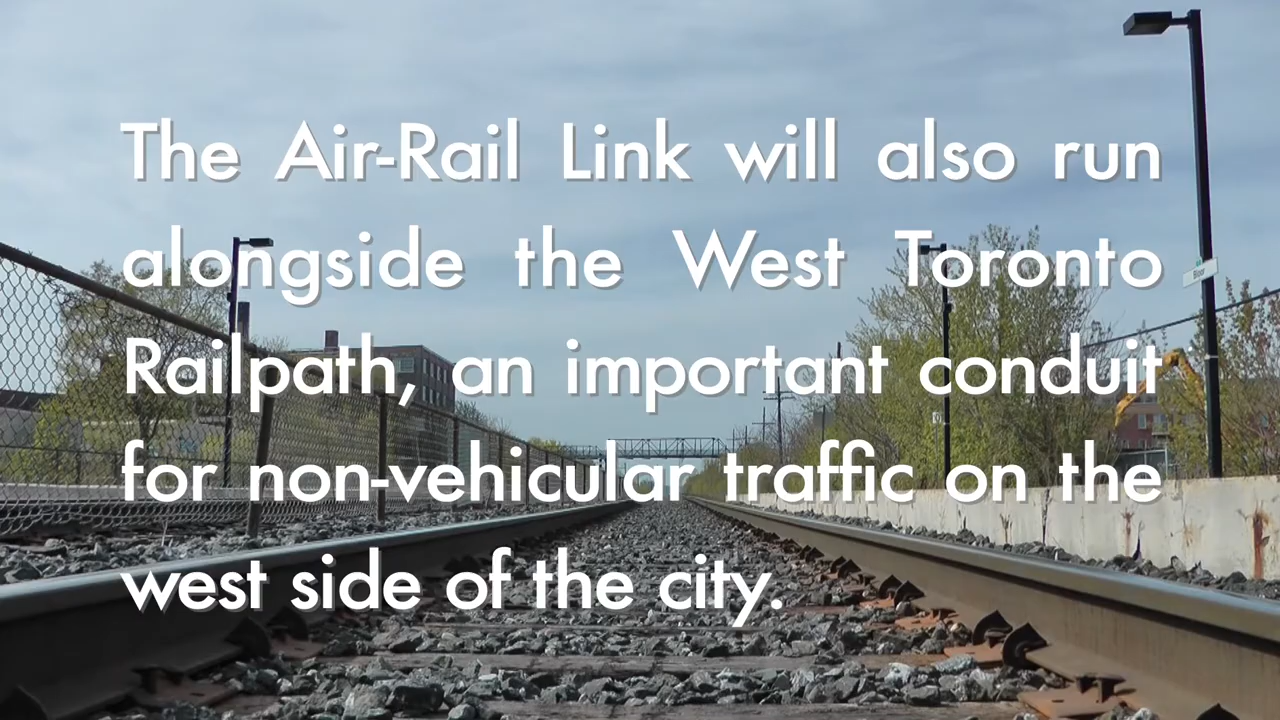 The Air-Rail Link will also run
alongside the West Toronto
Railpath, an important conduit
for non-vehicular traffic on the
west side of the city.
Bloor